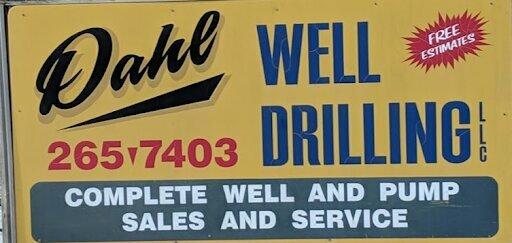 Dahl
WELL
DRILLING LLC
FREE
ESTIMATES
265-7403
COMPLETE WELL AND PUMP
SALES AND SERVICE